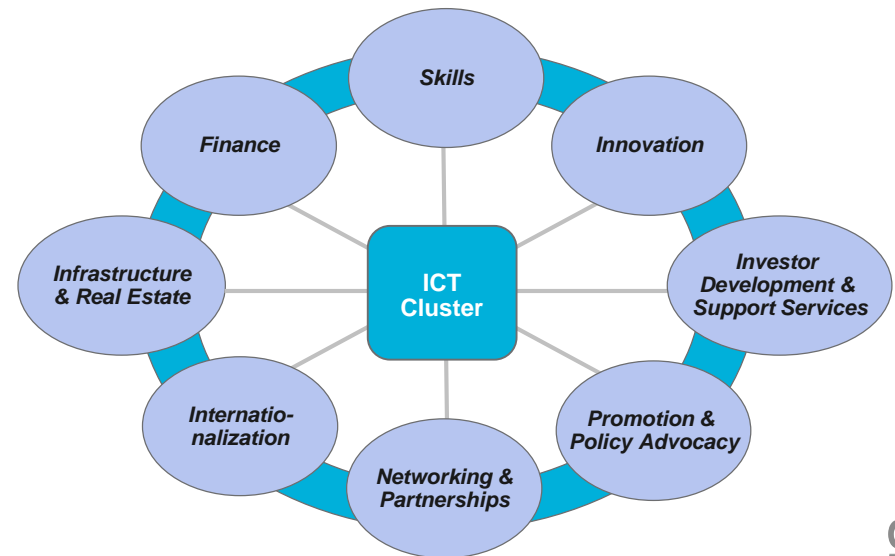 Skills
Finance
Innovation
Infrastructure
& Real Estate
ICT
Cluster
Investor
Development &
Support Services
Internatio-
nalization
Promotion &
Policy Advocacy
Networking &
Partnerships